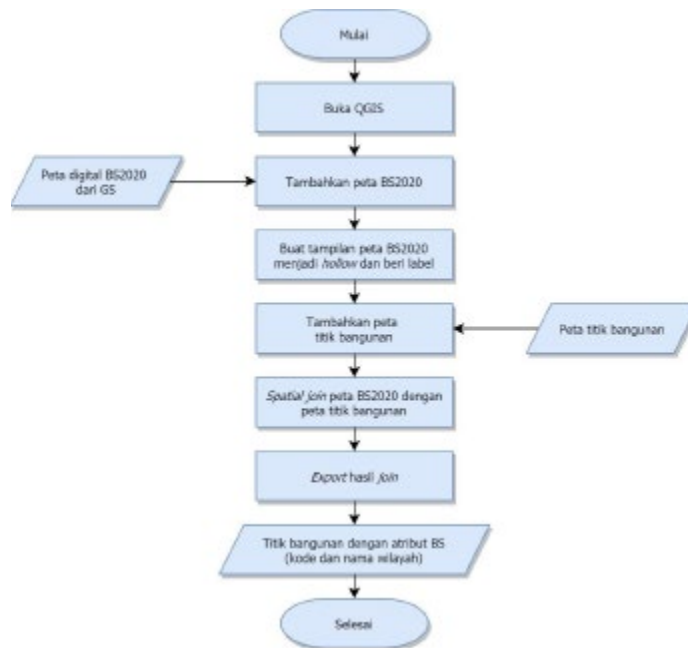 Mulai
Buka QGIS
Peta digital BS2020
dari GS
Tambahkan peta BS2020
Buat tampilan peta BS2020
menjadi hollow dan beri label
Tambahkan peta
titik bangunan
Peta titik bangunan
Spatial join peta BS2020 dengan
peta titik bangunan
Export hasil join
Titik bangunan dengan atribut BS
(kode dan nama wilayah)
Selesai